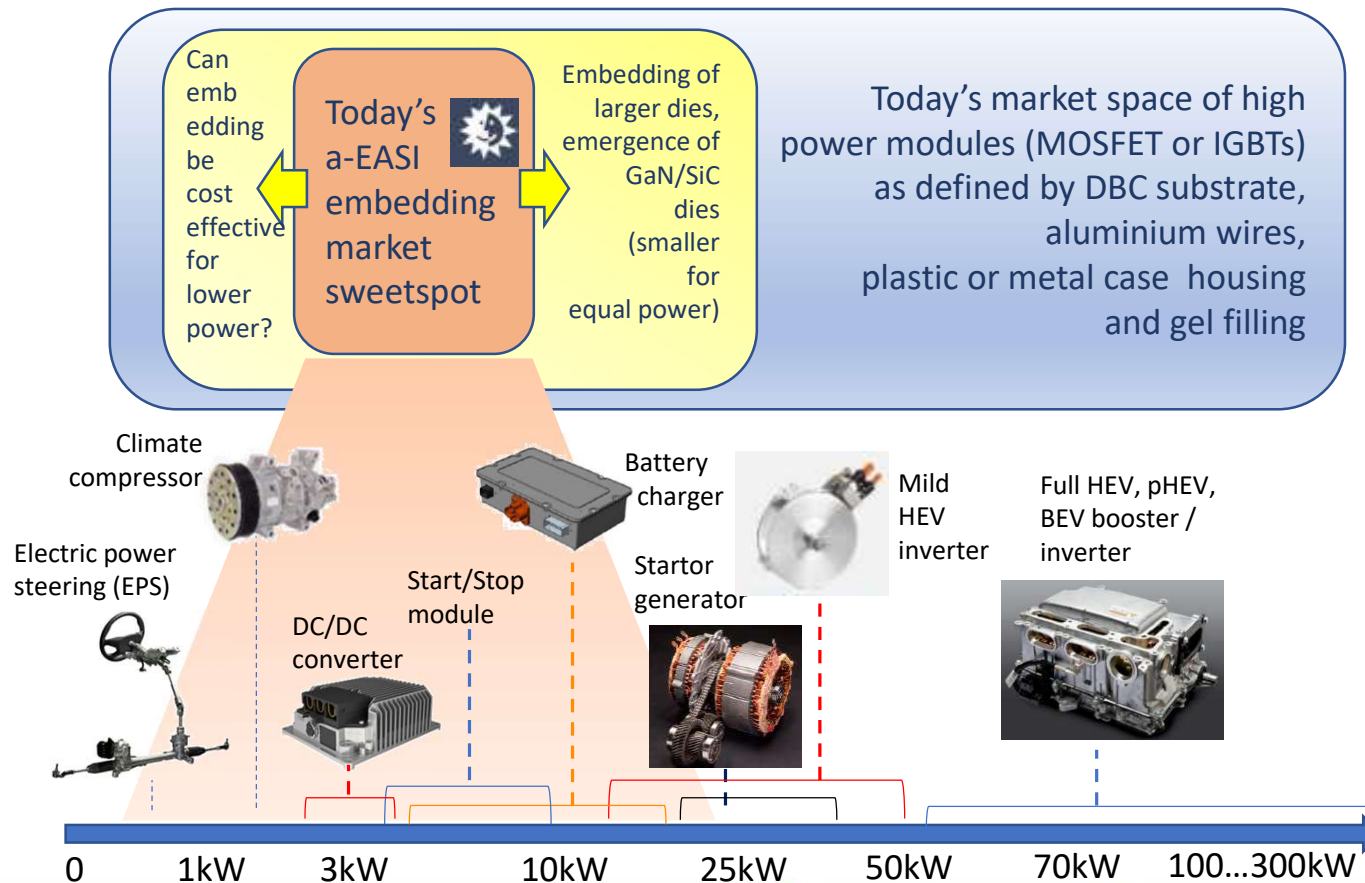 Can
emb
edding
be
cost
effective
for
lower
power?
Today’s
a-EASI
embedding
market
sweetspot
Embedding of
larger dies,
emergence of
GaN/SiC
dies
(smaller
for
equal power)
Today’s market space of high
power modules (MOSFET or IGBTs)
as defined by DBC substrate,
aluminium wires,
plastic or metal case housing
and gel filling
Climate
compressor
Battery
charger
Mild
HEV
inverter
Full HEV, pHEV,
BEV booster /
inverter
Electric power
steering (EPS)
Start/Stop
module
Startor
generator
DC/DC
converter
0 1kW 3kW 10kW 25kW 50kW 70kW 100...300kW